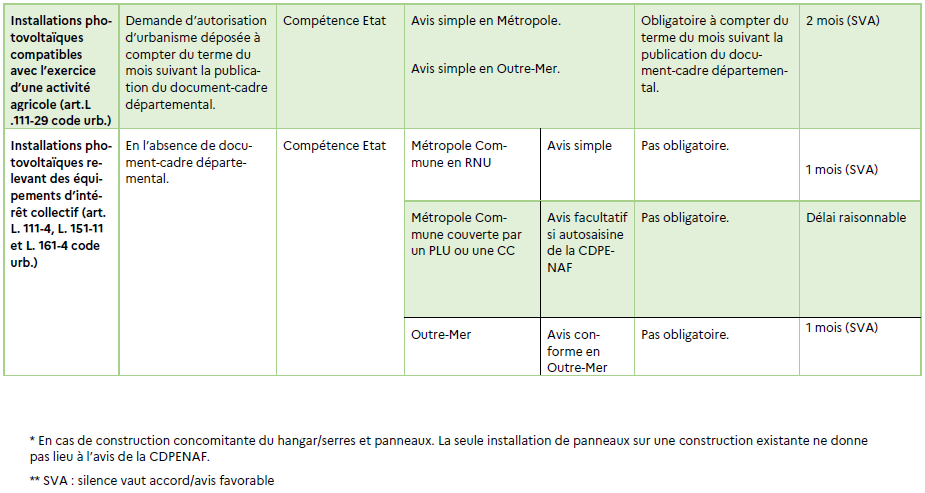 Installations pho-
tovoltaïques
compatibles
avec l'exercice
d'une activité
agricole (art.L
.111-29 code urb.)
Demande d'autorisation
d'urbanisme déposée à
compter du terme du
mois suivant la publica-
tion du document-cadre
départemental.
Compétence Etat
Avis simple en Métropole.
Avis simple en Outre-Mer.
Obligatoire à compter du
terme du mois suivant la
publication du docu-
ment-cadre départemen-
tal.
2 mois (SVA)
Installations pho-
tovoltaïques re-
levant des équi-
pements d'inté-
rêt collectif (art.
L. 111-4, L. 151-11
et L. 161-4 code
urb.)
En l'absence de docu-
ment-cadre départe-
mental.
Compétence Etat
Métropole Com-
mune en RNU
Avis simple
Pas obligatoire.
1 mois (SVA)
Métropole Com-
mune couverte par
un PLU ou une CC
Avis facultatif
si autosaisine
de la CDPE-
NAF
Pas obligatoire.
Délai raisonnable
Outre-Mer
Avis con-
forme en
Outre-Mer
Pas obligatoire.
1 mois (SVA)
* En cas de construction concomitante du hangar/serres et panneaux. La seule installation de panneaux sur une construction existante ne donne
pas lieu à l'avis de la CDPENAF.
** SVA : silence vaut accord/avis favorable